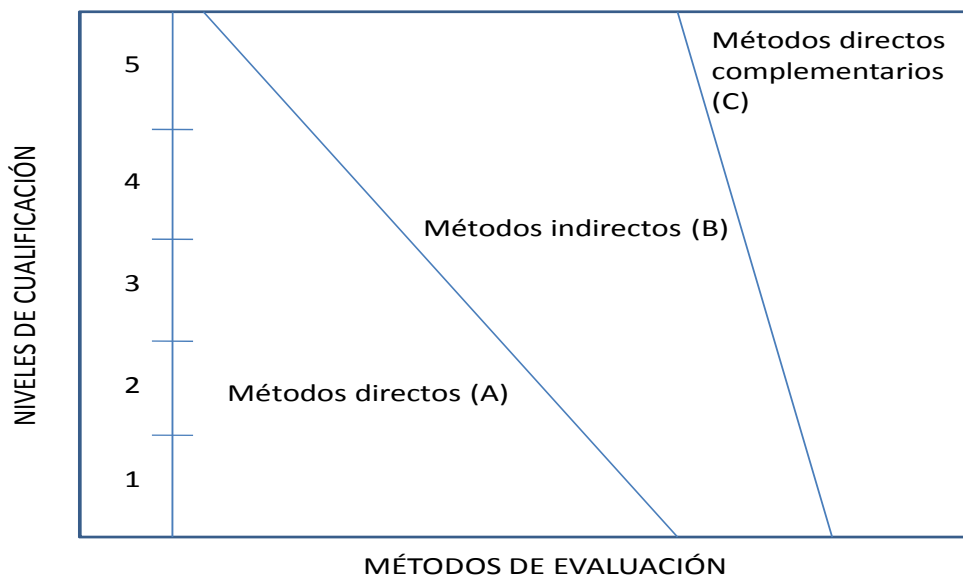 NIVELES DE CUALIFICACIÓN
5
4
3
2
1
Métodos directos
complementarios
(C)
Métodos indirectos (B)
Métodos directos (A)
MÉTODOS DE EVALUACIÓN